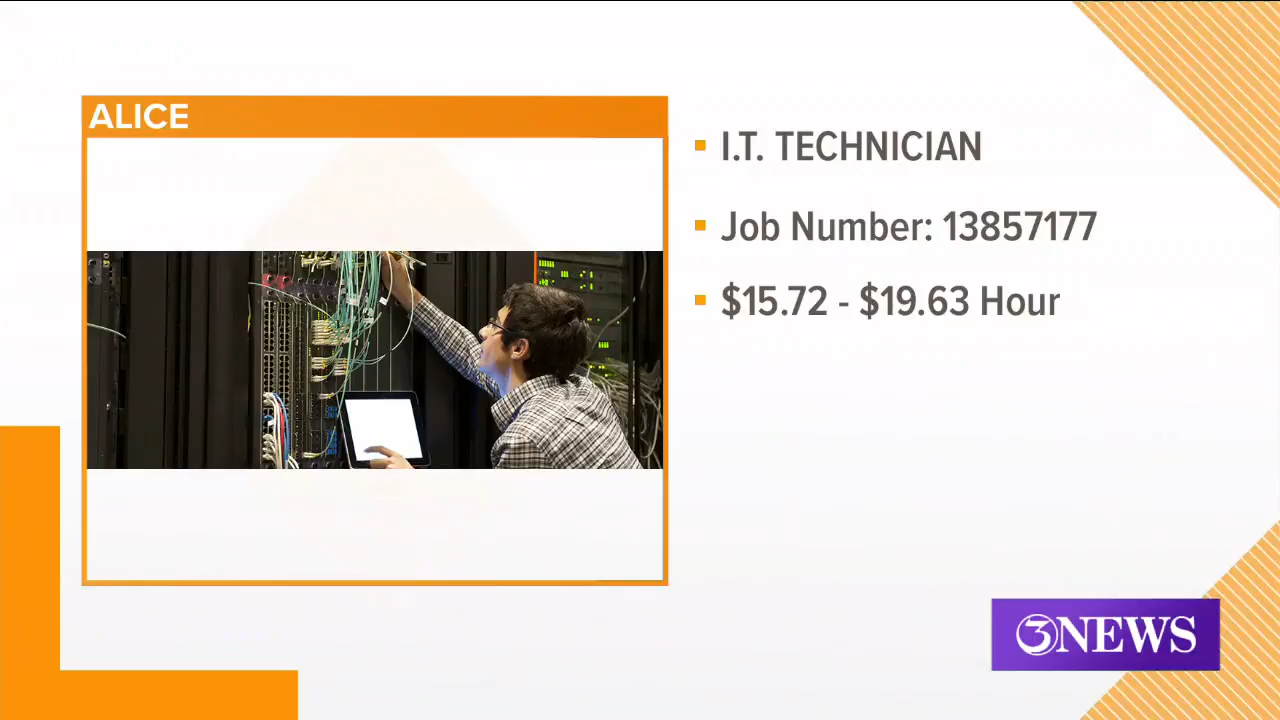 ALICE
I.T. TECHNICIAN
Job Number: 13857177
$15.72 - $19.63 Hour
3NEWS